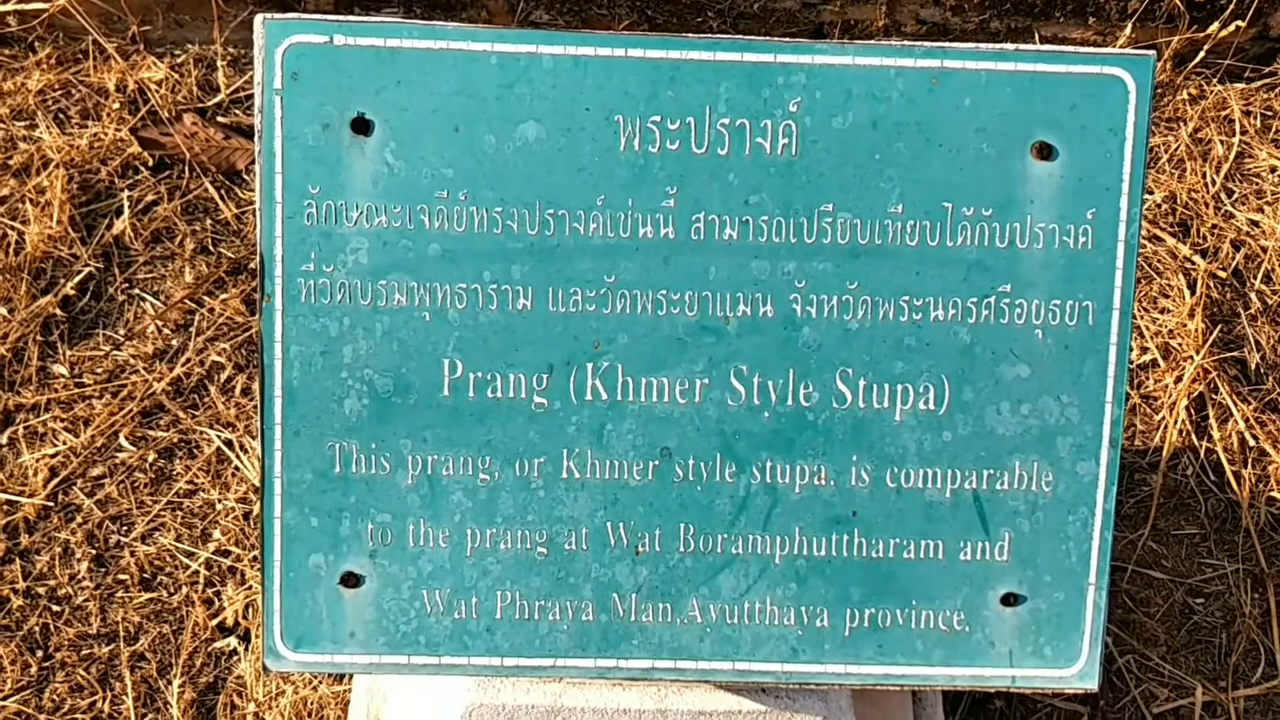 พระปรางค์
ลักษณะเจดีย์ทรงปรางค์เช่นนี้ สามารถเปรียบเทียบได้กับปรางค์
ที่วัดบรมพุทธาราม และวัดพระยาแมน จังหวัดพระนครศรีอยุธยา
Prang (Khmer Style Stupa)
This prang, or Khmer style stupa. is comparable
to the prang at Wat Boramphuttharam and
Wat Phraya Man,Ayutthaya province.